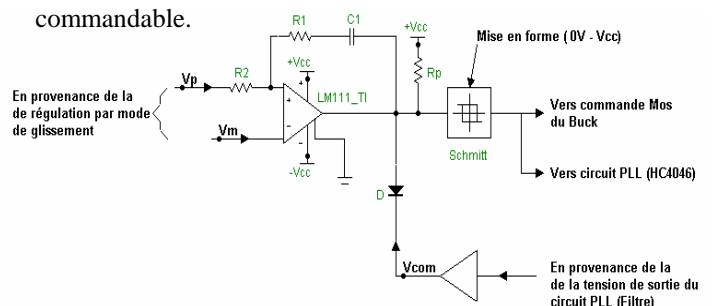 commandable.
R1
C1
+Vcc
Mise en forme ( 0V - Vcc)
Vp
R2
+Vcc
LM111_TI
Rp
En provenance de la
de régulation par mode
de glissement
Vm
-Vcc
Schmitt
Vers commande Mos
du Buck
Vers circuit PLL (HC4046)
D
Vcom
En provenance de la
de la tension de sortie du
circuit PLL (Filtre)